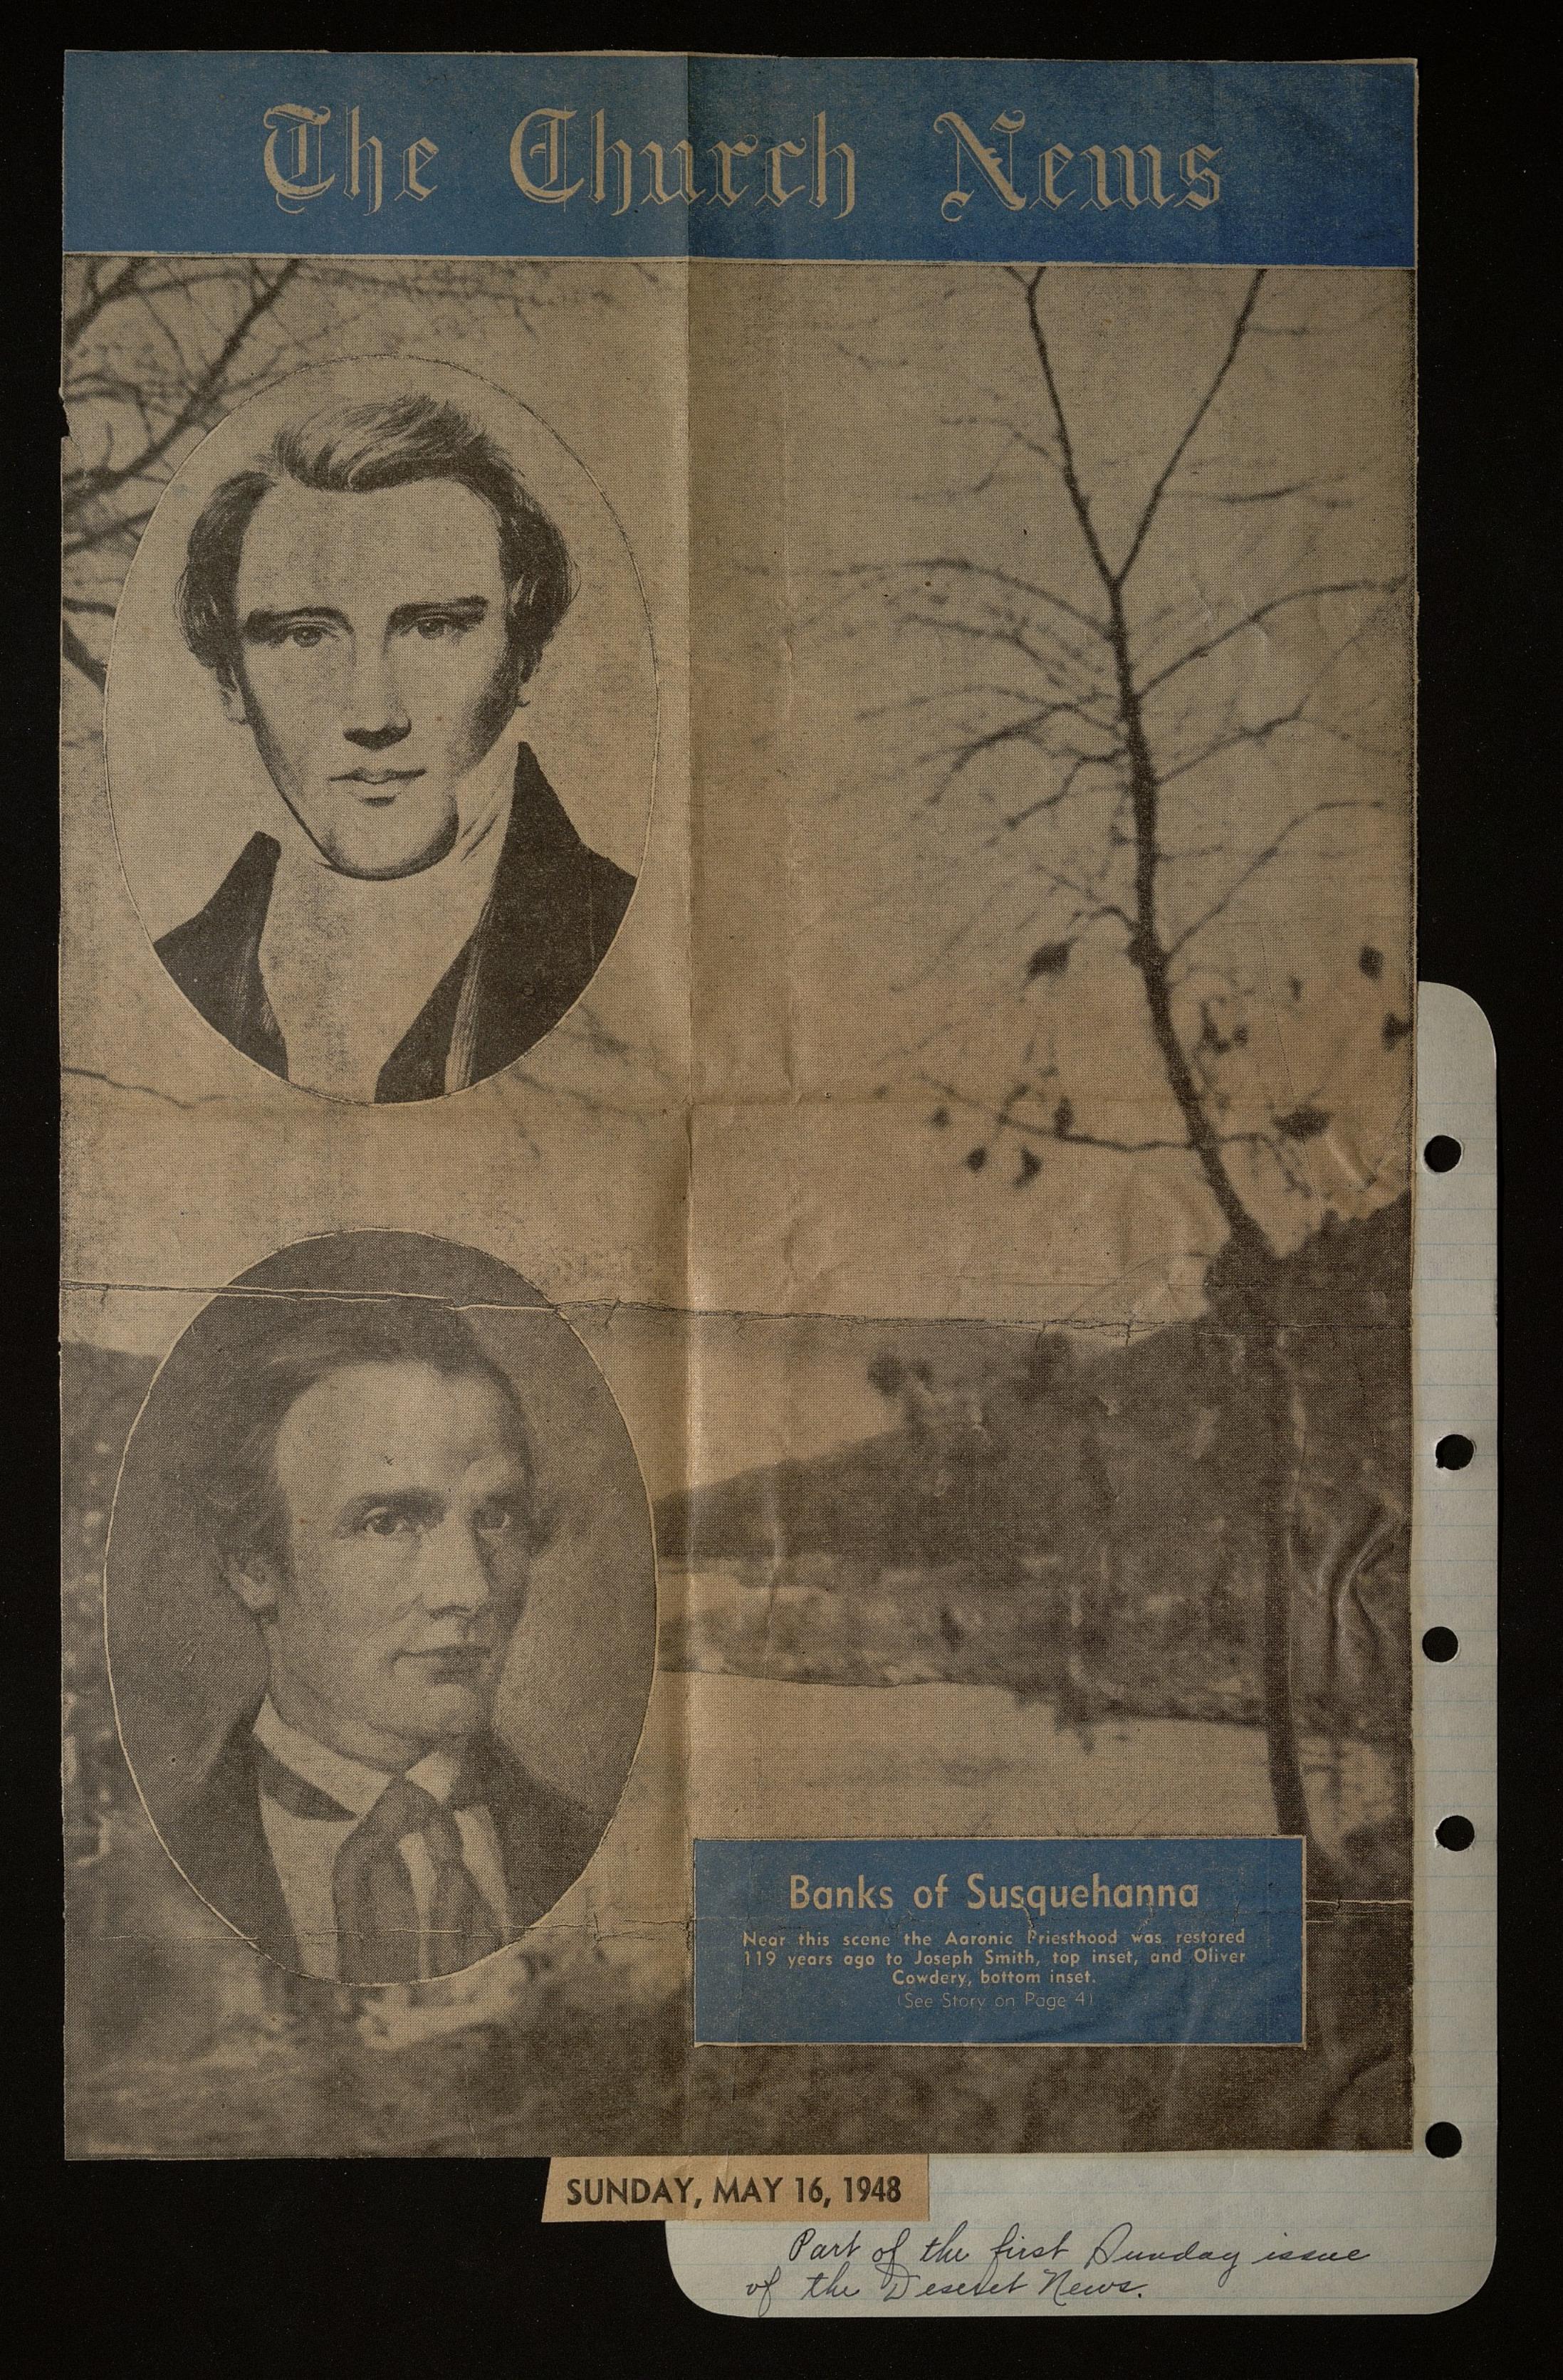 The Church News
Banks of Susquehanna
Near this scene the Aaronic Priesthood was restored
119 years ago to Joseph Smith, top inset, and Oliver
Cowdery, bottom inset.
(See Story on Page 4)
SUNDAY, MAY 16, 1948
Part of the first Sunday issue
of the Deseret News.